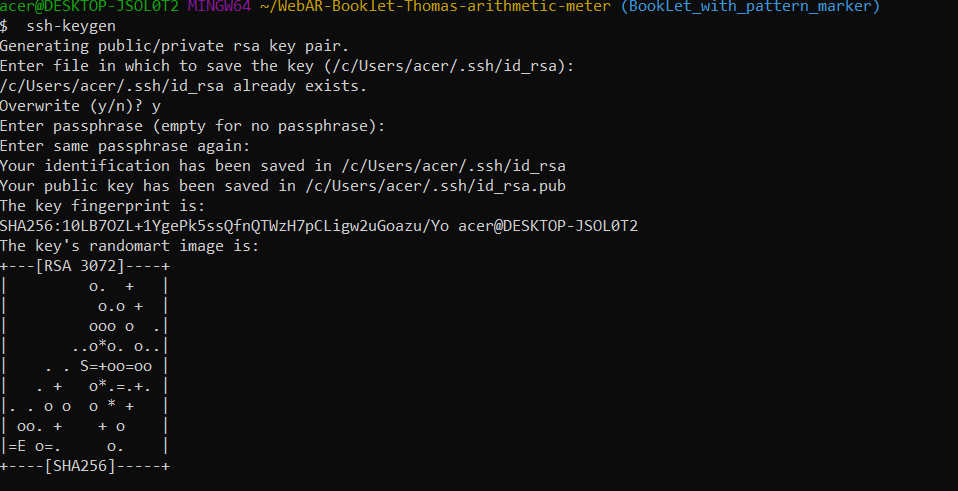 acer@DESKTOP-JSOL0T2 MINGW64 ~/WebAR-Booklet-Thomas-arithmetic-meter (BookLet_with_pattern_marker)
$  ssh-keygen
Generating public/private rsa key pair.
Enter file in which to save the key (/c/Users/acer/.ssh/id_rsa):
/c/Users/acer/.ssh/id_rsa already exists.
Overwrite (y/n)? y
Enter passphrase (empty for no passphrase):
Enter same passphrase again:
Your identification has been saved in /c/Users/acer/.ssh/id_rsa
Your public key has been saved in /c/Users/acer/.ssh/id_rsa.pub
The key fingerprint is:
SHA256:10LB7OZL+1YgePk5ssQfnQTWzH7pCLigw2uGoazu/Yo acer@DESKTOP-JSOL0T2
The key's randomart image is:
+---[RSA 3072]----+
|         o.  +   |
|          o.o +  |
|         ooo o  .|
|       ..o*o. o..|
|    . . S=+oo=oo |
|   . +   o*.=.+. |
|. . o o  o * +   |
| oo. +    + o    |
|=E o=.     o.    |
+----[SHA256]-----+